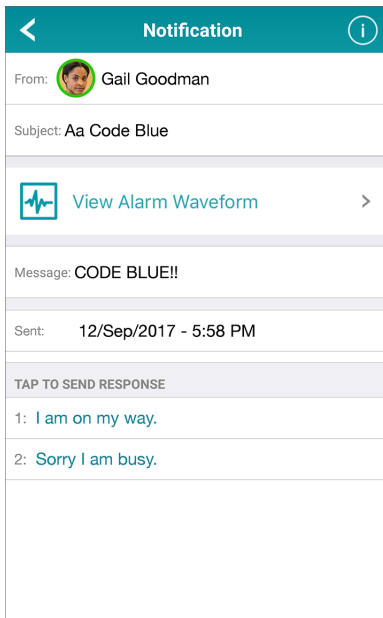 Notification
From: Gail Goodman
Subject: Aa Code Blue
View Alarm Waveform
Message: CODE BLUE!!
Sent: 12/Sep/2017 - 5:58 PM
TAP TO SEND RESPONSE
1: I am on my way.
2: Sorry I am busy.